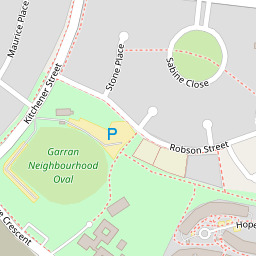 Maurice Place
Kitchener Street
Stone Place
Sabine Close
P
Robson Street
Garran
Neighbourhood
Oval
Crescent
Hope